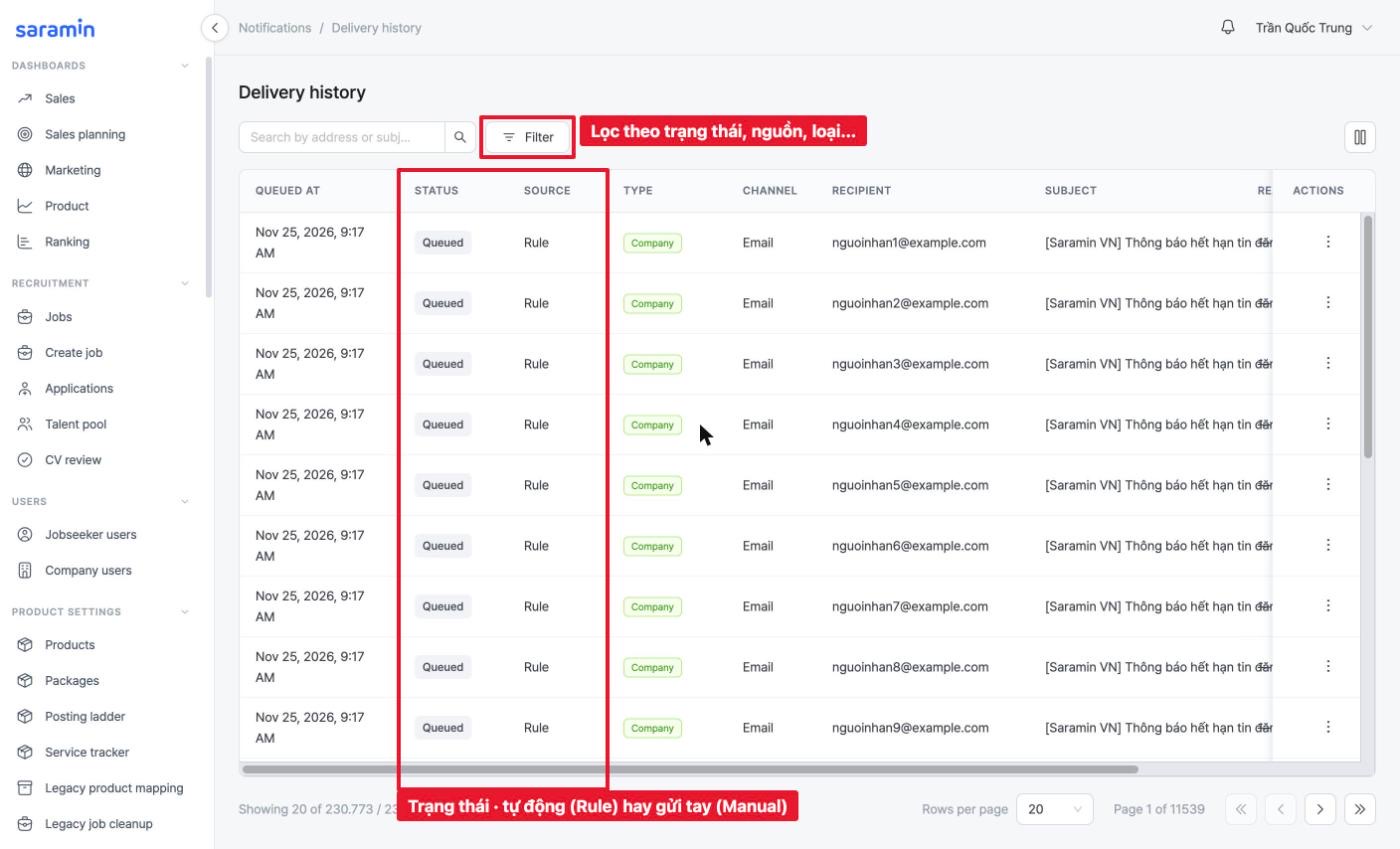 saramin
Notifications / Delivery history
Trần Quốc Trung
DASHBOARDS
Sales
Sales planning
Marketing
Product
Ranking
RECRUITMENT
Jobs
Create job
Applications
Talent pool
CV review
USERS
Jobseeker users
Company users
PRODUCT SETTINGS
Products
Packages
Posting ladder
Service tracker
Legacy product mapping
Legacy job cleanup
Delivery history
Search by address or subj...
Filter
Lọc theo trạng thái, nguồn, loại...
QUEUED AT STATUS SOURCE TYPE CHANNEL RECIPIENT SUBJECT RE ACTIONS
Nov 25, 2026, 9:17 AM Queued Rule Company Email nguoinhan1@example.com [Saramin VN] Thông báo hết hạn tin
Nov 25, 2026, 9:17 AM Queued Rule Company Email nguoinhan2@example.com [Saramin VN] Thông báo hết hạn tin
Nov 25, 2026, 9:17 AM Queued Rule Company Email nguoinhan3@example.com [Saramin VN] Thông báo hết hạn tin
Nov 25, 2026, 9:17 AM Queued Rule Company Email nguoinhan4@example.com [Saramin VN] Thông báo hết hạn tin
Nov 25, 2026, 9:17 AM Queued Rule Company Email nguoinhan5@example.com [Saramin VN] Thông báo hết hạn tin
Nov 25, 2026, 9:17 AM Queued Rule Company Email nguoinhan6@example.com [Saramin VN] Thông báo hết hạn tin
Nov 25, 2026, 9:17 AM Queued Rule Company Email nguoinhan7@example.com [Saramin VN] Thông báo hết hạn tin
Nov 25, 2026, 9:17 AM Queued Rule Company Email nguoinhan8@example.com [Saramin VN] Thông báo hết hạn tin
Nov 25, 2026, 9:17 AM Queued Rule Company Email nguoinhan9@example.com [Saramin VN] Thông báo hết hạn tin
Showing 20 of 230.773 / 23
Trạng thái · tự động (Rule) hay gửi tay (Manual)
Rows per page 20 Page 1 of 11539